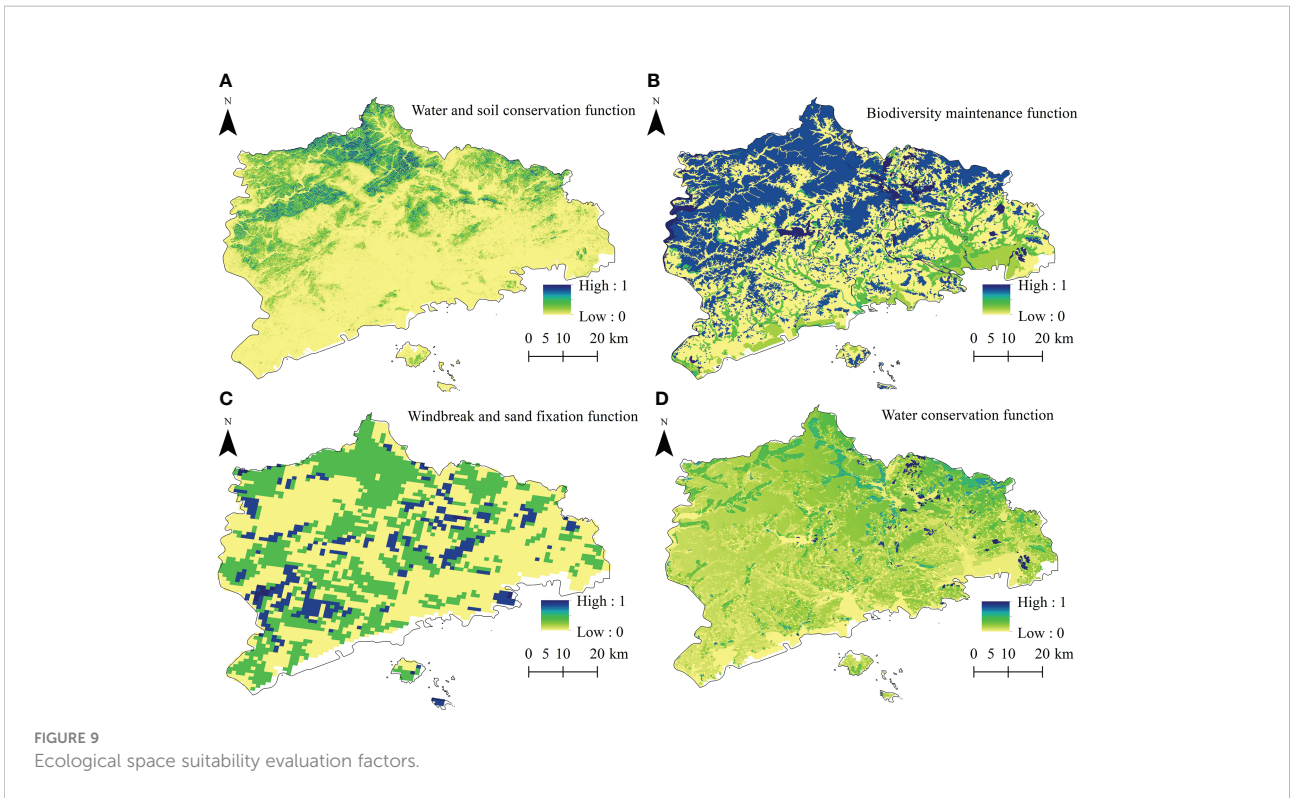 A
N
Water and soil conservation function
High : 1
Low : 0
0 5 10 20 km
B
N
Biodiversity maintenance function
High : 1
Low : 0
0 5 10 20 km
C
N
Windbreak and sand fixation function
High : 1
Low : 0
0 5 10 20 km
D
N
Water conservation function
High : 1
Low : 0
0 5 10 20 km
FIGURE 9
Ecological space suitability evaluation factors.